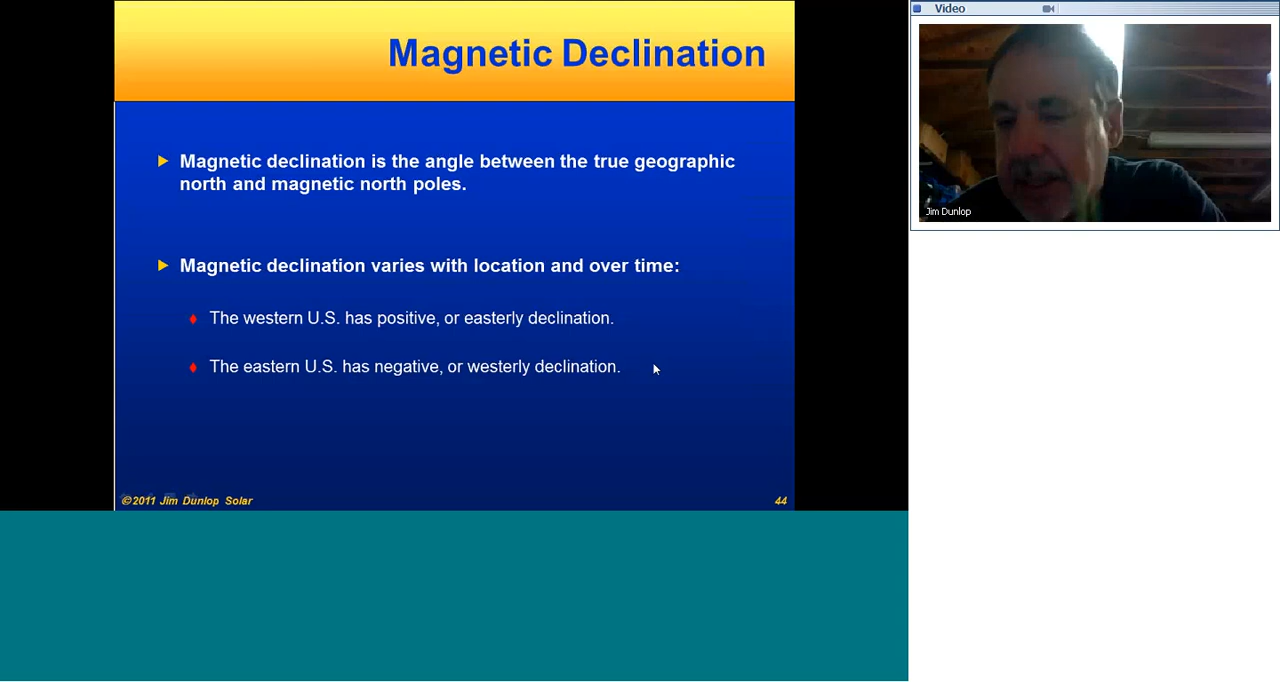 Magnetic Declination
Magnetic declination is the angle between the true geographic
north and magnetic north poles.
Magnetic declination varies with location and over time:
The western U.S. has positive, or easterly declination.
The eastern U.S. has negative, or westerly declination.
©2011 Jim Dunlop Solar
44
Video
Jim Dunlop